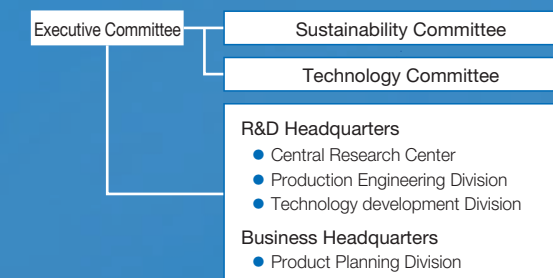 Executive Committee
Sustainability Committee
Technology Committee
R&D Headquarters
● Central Research Center
● Production Engineering Division
● Technology development Division
Business Headquarters
● Product Planning Division